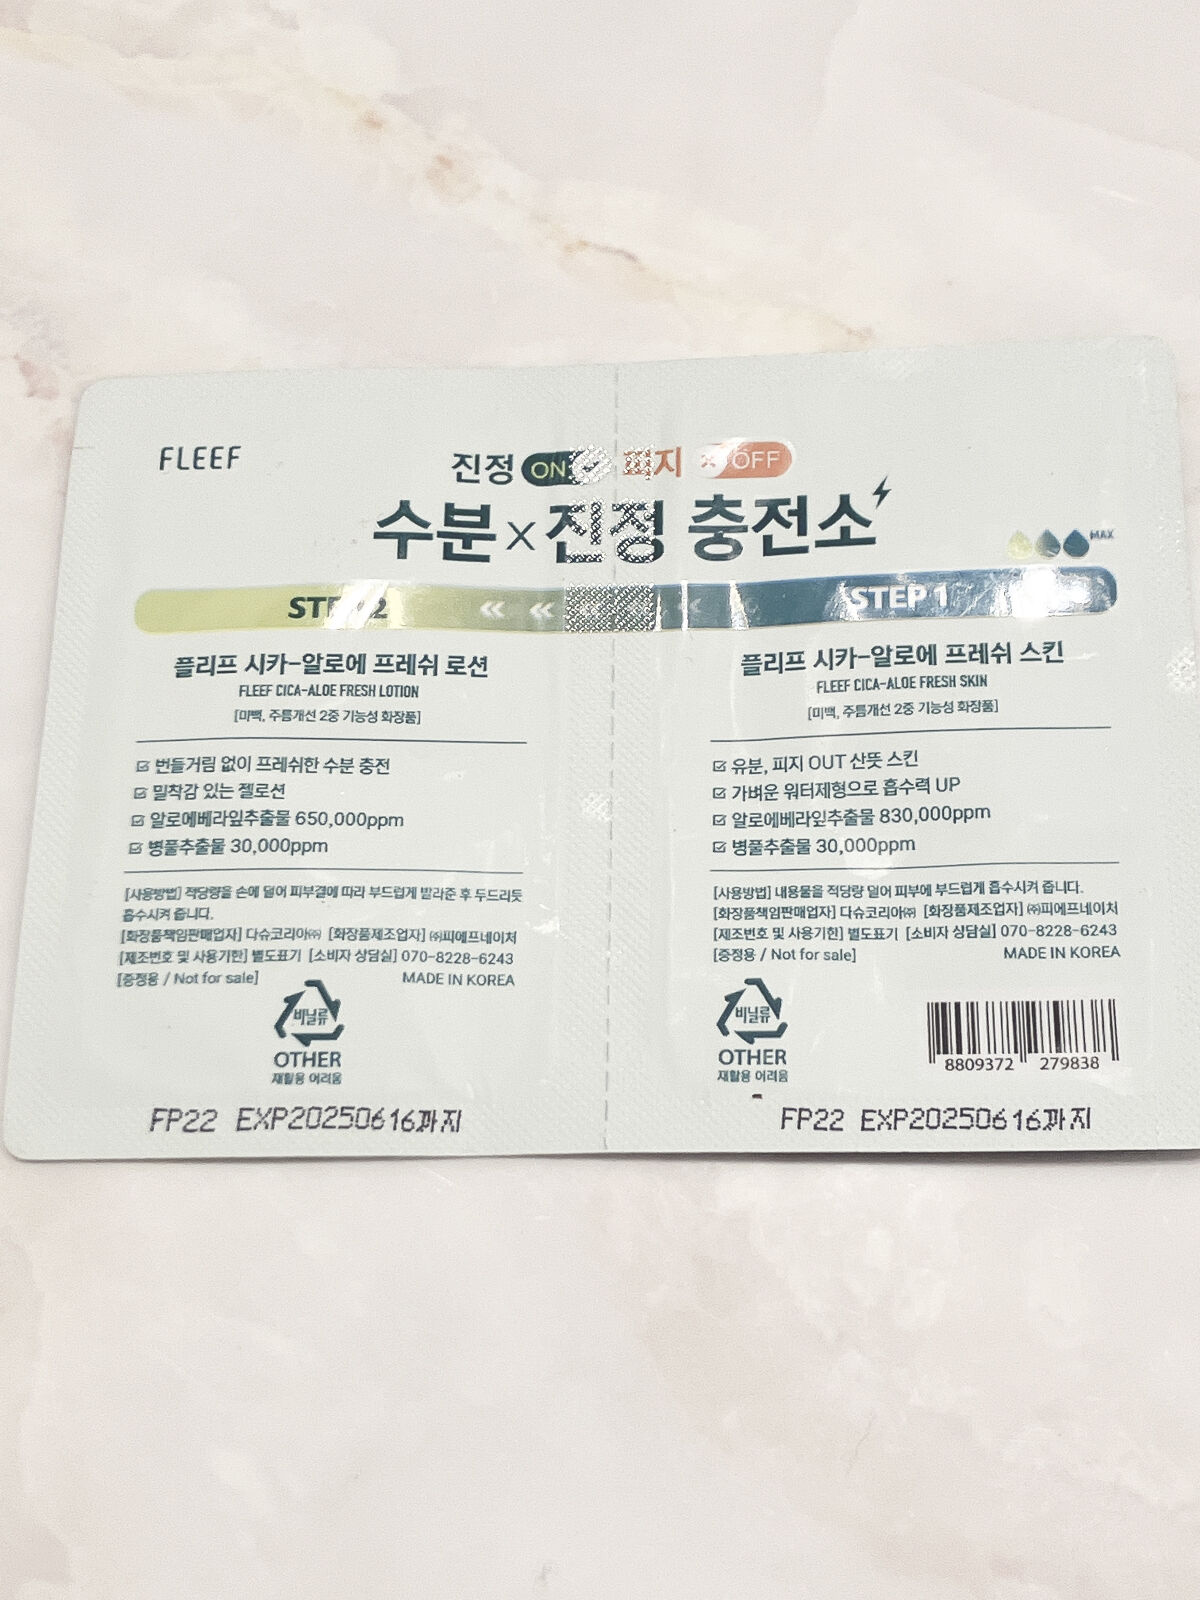 FLEEF
진정 ON 피지 OFF
수분×진정 충전소
MAX
STEP 2
플리프 시카-알로에 프레쉬 로션
FLEEF CICA-ALOE FRESH LOTION
[미백, 주름개선 2중 기능성 화장품]
번들거림 없이 프레쉬한 수분 충전
밀착감 있는 젤로션
알로에베라잎추출물 650,000ppm
병풀추출물 30,000ppm
[사용방법] 적당량을 손에 덜어 피부결에 따라 부드럽게 발라준 후 두드리듯
흡수시켜 줍니다.
[화장품책임판매업자] 다슈코리아㈜ [화장품제조업자] ㈜피에프네이처
[제조번호 및 사용기한] 별도표기 [소비자 상담실] 070-8228-6243
[증정용 / Not for sale] MADE IN KOREA
비닐류
OTHER
재활용 어려움
FP22 EXP20250616까지
STEP 1
플리프 시카-알로에 프레쉬 스킨
FLEEF CICA-ALOE FRESH SKIN
[미백, 주름개선 2중 기능성 화장품]
유분, 피지 OUT 산뜻 스킨
가벼운 워터제형으로 흡수력 UP
알로에베라잎추출물 830,000ppm
병풀추출물 30,000ppm
[사용방법] 내용물을 적당량 덜어 피부에 부드럽게 흡수시켜 줍니다.
[화장품책임판매업자] 다슈코리아㈜ [화장품제조업자] ㈜피에프네이처
[제조번호 및 사용기한] 별도표기 [소비자 상담실] 070-8228-6243
[증정용 / Not for sale] MADE IN KOREA
비닐류
OTHER
재활용 어려움
8809372 279838
FP22 EXP20250616까지